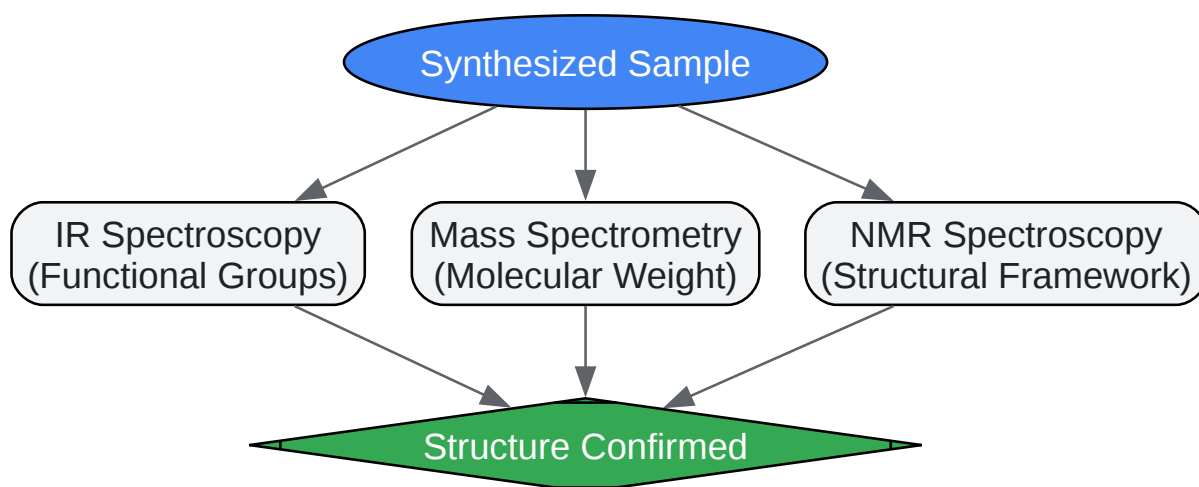 Synthesized Sample
IR Spectroscopy
(Functional Groups)
Mass Spectrometry
(Molecular Weight)
NMR Spectroscopy
(Structural Framework)
Structure Confirmed